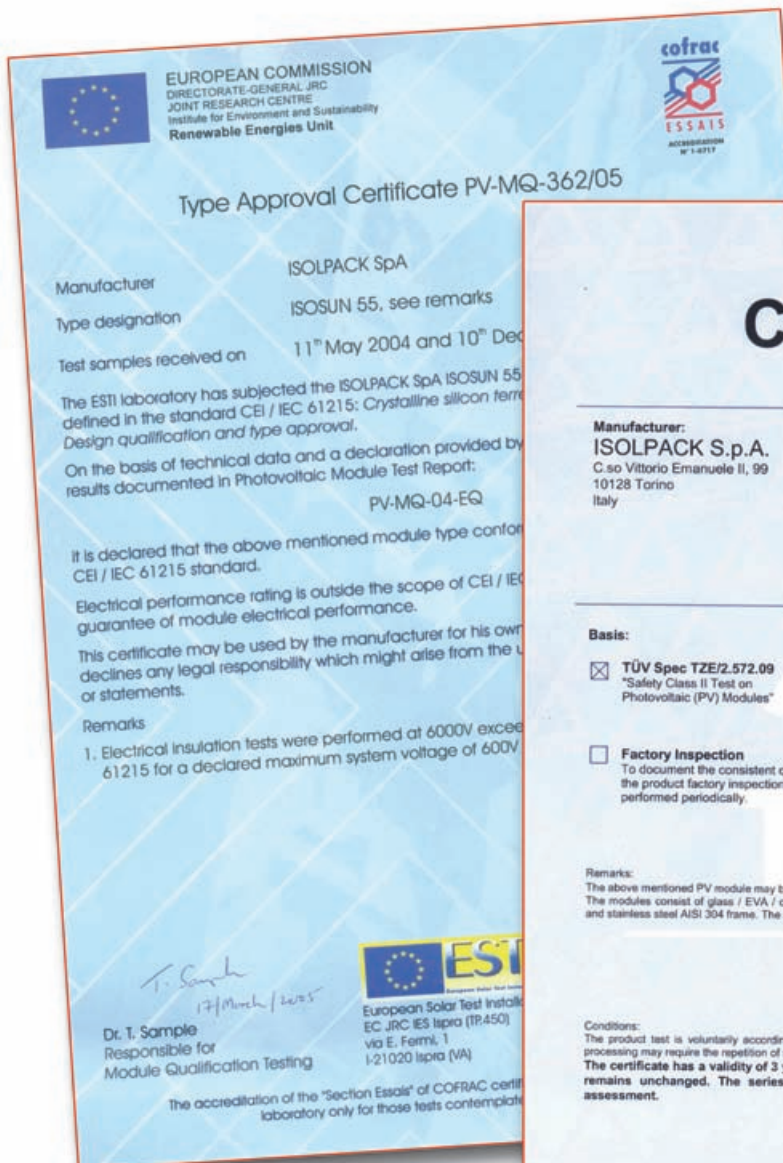 EUROPEAN COMMISSION
DIRECTORATE-GENERAL JRC
JOINT RESEARCH CENTRE
Institute for Environment and Sustainability
Renewable Energies Unit
cofrac
ESSAIS
ACCREDITATION
N° 1-0717
Type Approval Certificate PV-MQ-362/05
Manufacturer ISOLPACK SpA
Type designation ISOSUN 55, see remarks
Test samples received on 11th May 2004 and 10th Dec
The ESTI laboratory has subjected the ISOLPACK SpA ISOSUN 55
defined in the standard CEI / IEC 61215: Crystalline silicon terre
Design qualification and type approval.
On the basis of technical data and a declaration provided by
results documented in Photovoltaic Module Test Report:
PV-MQ-04-EQ
It is declared that the above mentioned module type confor
CEI / IEC 61215 standard.
Electrical performance rating is outside the scope of CEI / IEC
guarantee of module electrical performance.
This certificate may be used by the manufacturer for his own
declines any legal responsibility which might arise from the u
or statements.
Remarks
1. Electrical insulation tests were performed at 6000V excee
61215 for a declared maximum system voltage of 600V
T. Sample
17/March/2005
Dr. T. Sample
Responsible for
Module Qualification Testing
EST
European Solar Test Installa
EC JRC IES Ispra (TP.450)
via E. Fermi, 1
I-21020 Ispra (VA)
The accreditation of the "Section Essais" of COFRAC certif
laboratory only for those tests contemplate
C
Manufacturer:
ISOLPACK S.p.A.
C.so Vittorio Emanuele II, 99
10128 Torino
Italy
Basis:
TÜV Spec TZE/2.572.09
"Safety Class II Test on
Photovoltaic (PV) Modules"
Factory Inspection
To document the consistent
the product factory inspection
performed periodically.
Remarks:
The above mentioned PV module may b
The modules consist of glass / EVA / c
and stainless steel AISI 304 frame. The
Conditions:
The product test is voluntarily accordin
processing may require the repetition of
The certificate has a validity of 3
remains unchanged. The series
assessment.